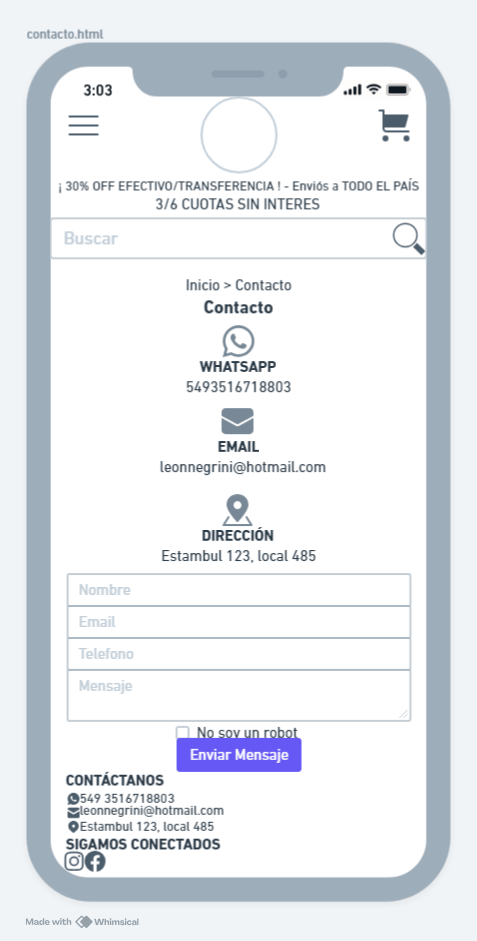 contacto.html
3:03
¡ 30% OFF EFECTIVO/TRANSFERENCIA ! - Enviós a TODO EL PAÍS
3/6 CUOTAS SIN INTERES
Buscar
Inicio > Contacto
Contacto
WHATSAPP
5493516718803
EMAIL
leonnegrini@hotmail.com
DIRECCIÓN
Estambul 123, local 485
Nombre
Email
Telefono
Mensaje
No soy un robot
Enviar Mensaje
CONTÁCTANOS
549 3516718803
leonnegrini@hotmail.com
Estambul 123, local 485
SIGAMOS CONECTADOS
Made with Whimsical